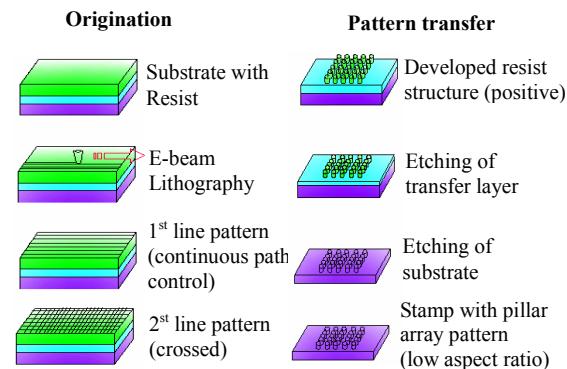 Origination
Substrate with
Resist
E-beam
Lithography
1st line pattern
(continuous path
control)
2st line pattern
(crossed)
Pattern transfer
Developed resist
structure (positive)
Etching of
transfer layer
Etching of
substrate
Stamp with pillar
array pattern
(low aspect ratio)